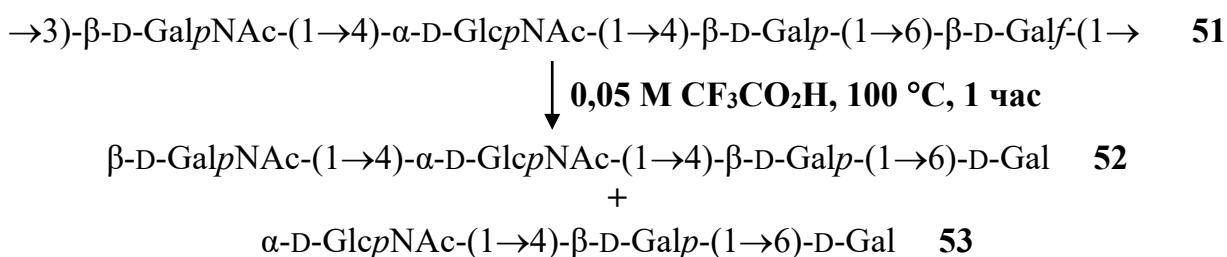 →3)-β-D-GalpNAc-(1→4)-α-D-GlcpNAc-(1→4)-β-D-Galp-(1→6)-β-D-Galf-(1→ 51
0,05 M CF₃CO₂H, 100 °C, 1 час
β-D-GalpNAc-(1→4)-α-D-GlcpNAc-(1→4)-β-D-Galp-(1→6)-D-Gal 52
+
α-D-GlcpNAc-(1→4)-β-D-Galp-(1→6)-D-Gal 53